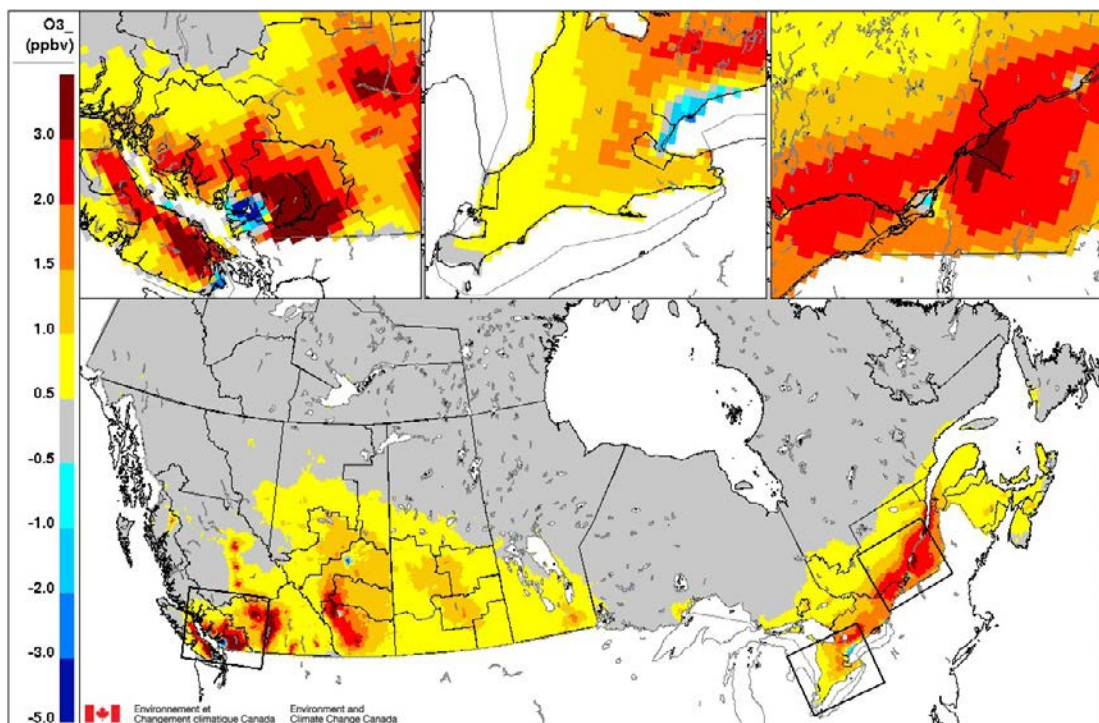 O3_
(ppbv)
3.0
2.0
1.5
1.0
0.5
-0.5
-1.0
-2.0
-3.0
-5.0
A
K
Environnement et
Changement climatique Canada
Environment and
Climate Change Canada